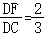 DF/DC = 2/3